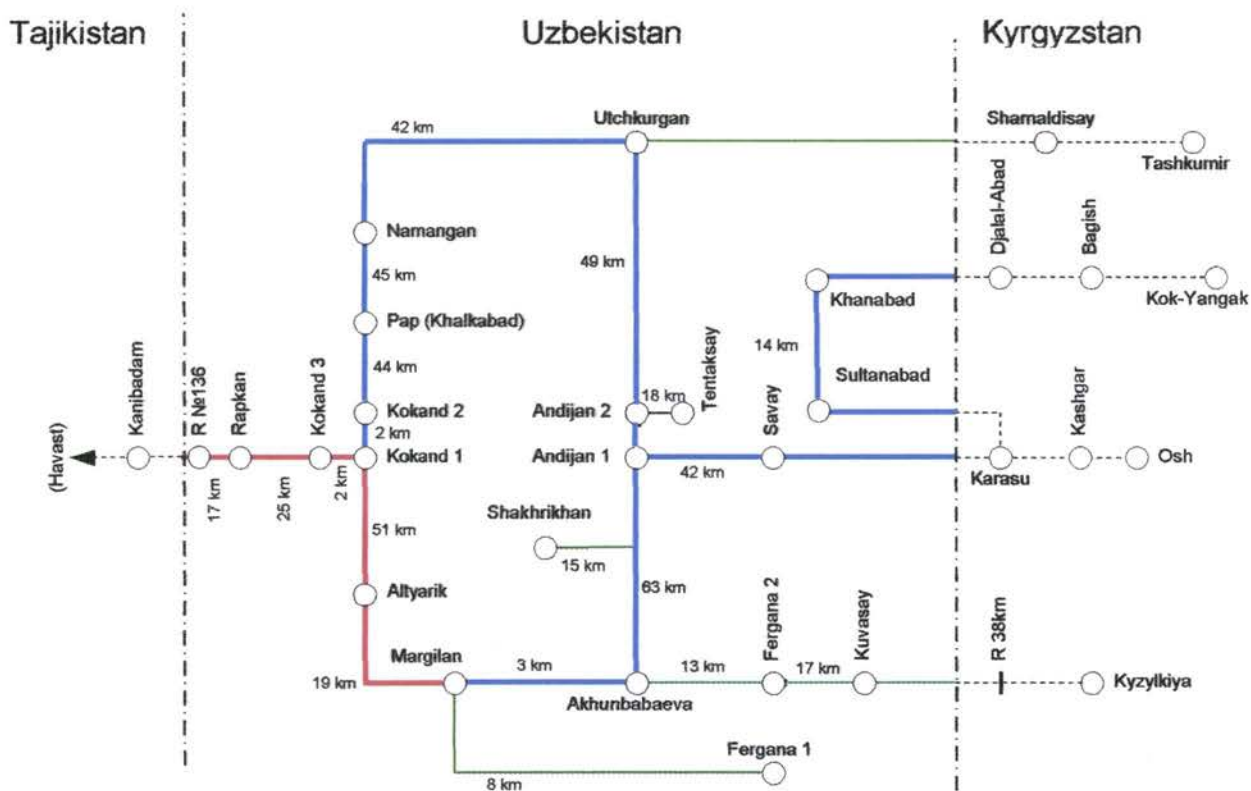 Tajikistan
Uzbekistan
Kyrgyzstan
42 km
Utchkurgan
Shamaldisay
Tashkumir
Namangan
45 km
49 km
Djalal-Abad
Bagish
Khanabad
Kok-Yangak
Pap (Khalkabad)
44 km
14 km
Sultanabad
Kanibadam
R №136
Rapkan
Kokand 3
Kokand 2
Andijan 2
18 km
Tentaksay
Savay
Kashgar
2 km
(Havast)
Kokand 1
Andijan 1
42 km
Karasu
Osh
17 km
25 km
2 km
51 km
Shakhrikhan
15 km
Altyarik
63 km
Fergana 2
Kuvasay
R 38km
Margilan
19 km
3 km
13 km
17 km
Akhunbabaeva
Kyzylkiya
Fergana 1
8 km